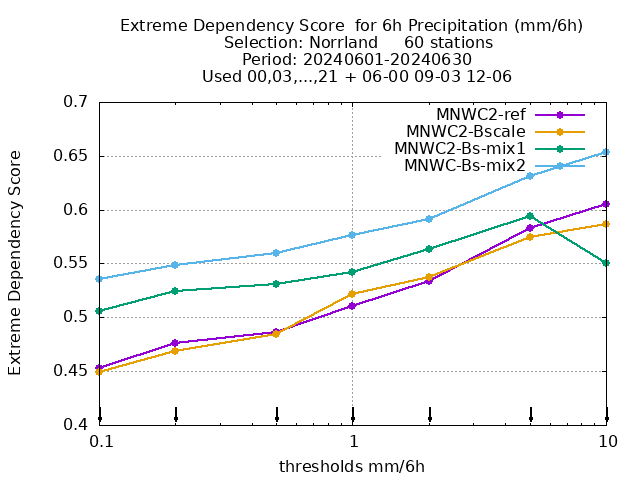 Extreme Dependency Score  for 6h Precipitation (mm/6h)
Selection: Norrland     60 stations
Period: 20240601-20240630
Used 00,03,...,21 + 06-00 09-03 12-06
MNWC2-ref
MNWC2-Bscale
MNWC2-Bs-mix1
MNWC-Bs-mix2
Extreme Dependency Score
0.7
0.65
0.6
0.55
0.5
0.45
0.4
0.1
1
10
thresholds mm/6h